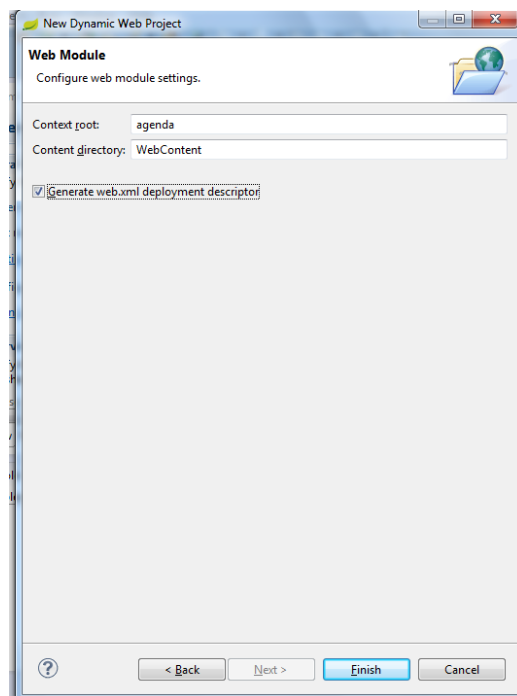 New Dynamic Web Project
Web Module
Configure web module settings.
Context root: agenda
Content directory: WebContent
Generate web.xml deployment descriptor
? < Back Next > Finish Cancel